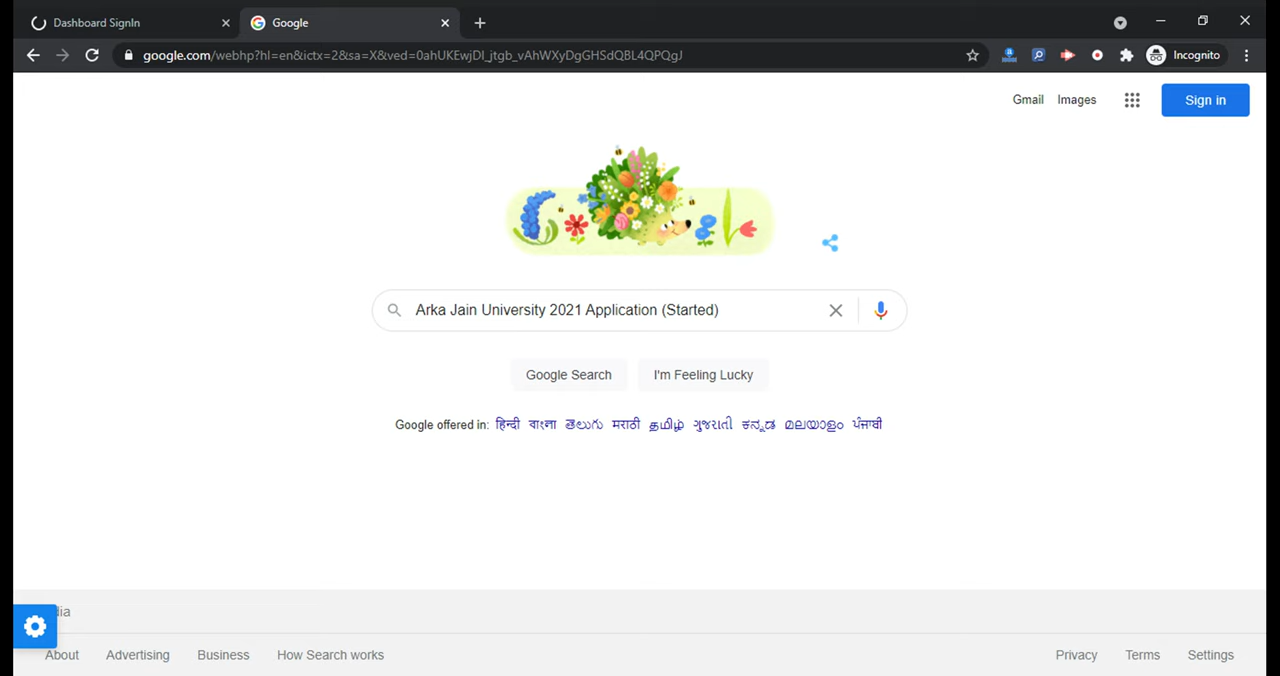 Dashboard SignIn
Google
google.com/webhp?hl=en&ictx=2&sa=X&ved=0ahUKEwjDl_jtgb_vAhWXyDgGHSdQBL4QPQgJ
Incognito
Gmail Images
Sign in
Arka Jain University 2021 Application (Started)
Google Search I'm Feeling Lucky
Google offered in: हिन्दी বাংলা తెలుగు मराठी தமிழ் ગુજરાતી ಕನ್ನಡ മലയാളം ਪੰਜਾਬੀ
About Advertising Business How Search works Privacy Terms Settings